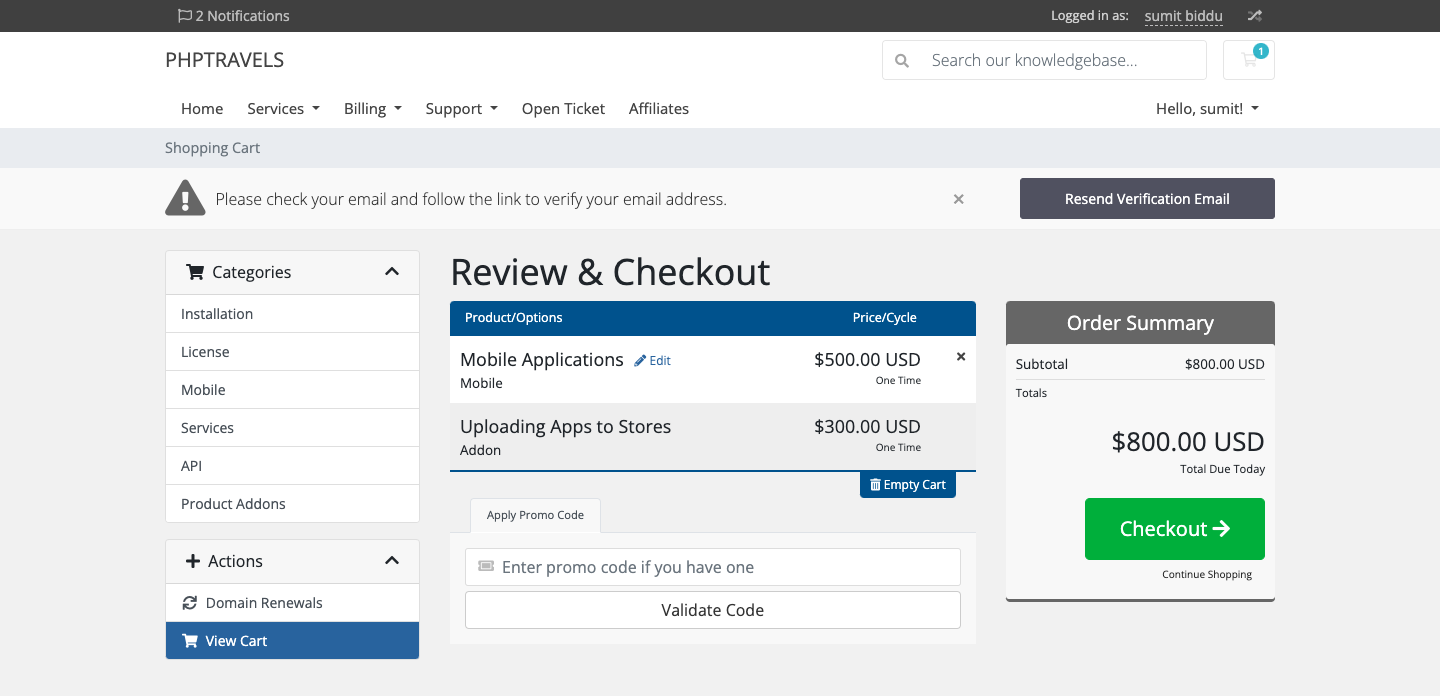 2 Notifications
Logged in as: sumit biddu
PHPTRAVELS
Search our knowledgebase...
1
Home Services Billing Support Open Ticket Affiliates
Hello, sumit!
Shopping Cart
Please check your email and follow the link to verify your email address.
×
Resend Verification Email
Categories
Installation
License
Mobile
Services
API
Product Addons
Actions
Domain Renewals
View Cart
Review & Checkout
Product/Options Price/Cycle
Mobile Applications Edit $500.00 USD
Mobile One Time
Uploading Apps to Stores $300.00 USD
Addon One Time
Empty Cart
Apply Promo Code
Enter promo code if you have one
Validate Code
Order Summary
Subtotal $800.00 USD
Totals
$800.00 USD
Total Due Today
Checkout
Continue Shopping